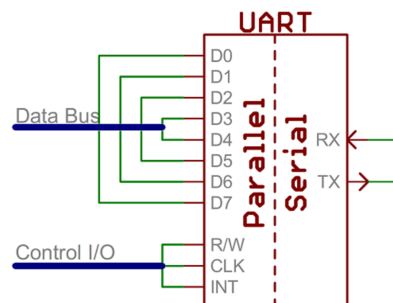 UART
D0
D1
D2
Data Bus
D3
D4
D5
D6
D7
Parallel
Serial
RX
TX
Control I/O
R/W
CLK
INT